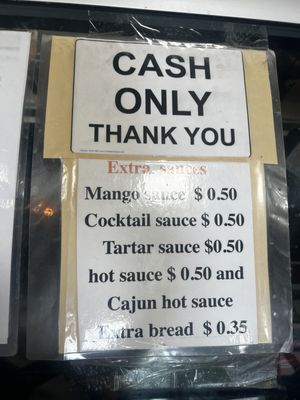 CASH
ONLY
THANK YOU
Extra sauces
Mango sauce $ 0.50
Cocktail sauce $ 0.50
Tartar sauce $0.50
hot sauce $ 0.50 and
Cajun hot sauce
Extra bread $ 0.35